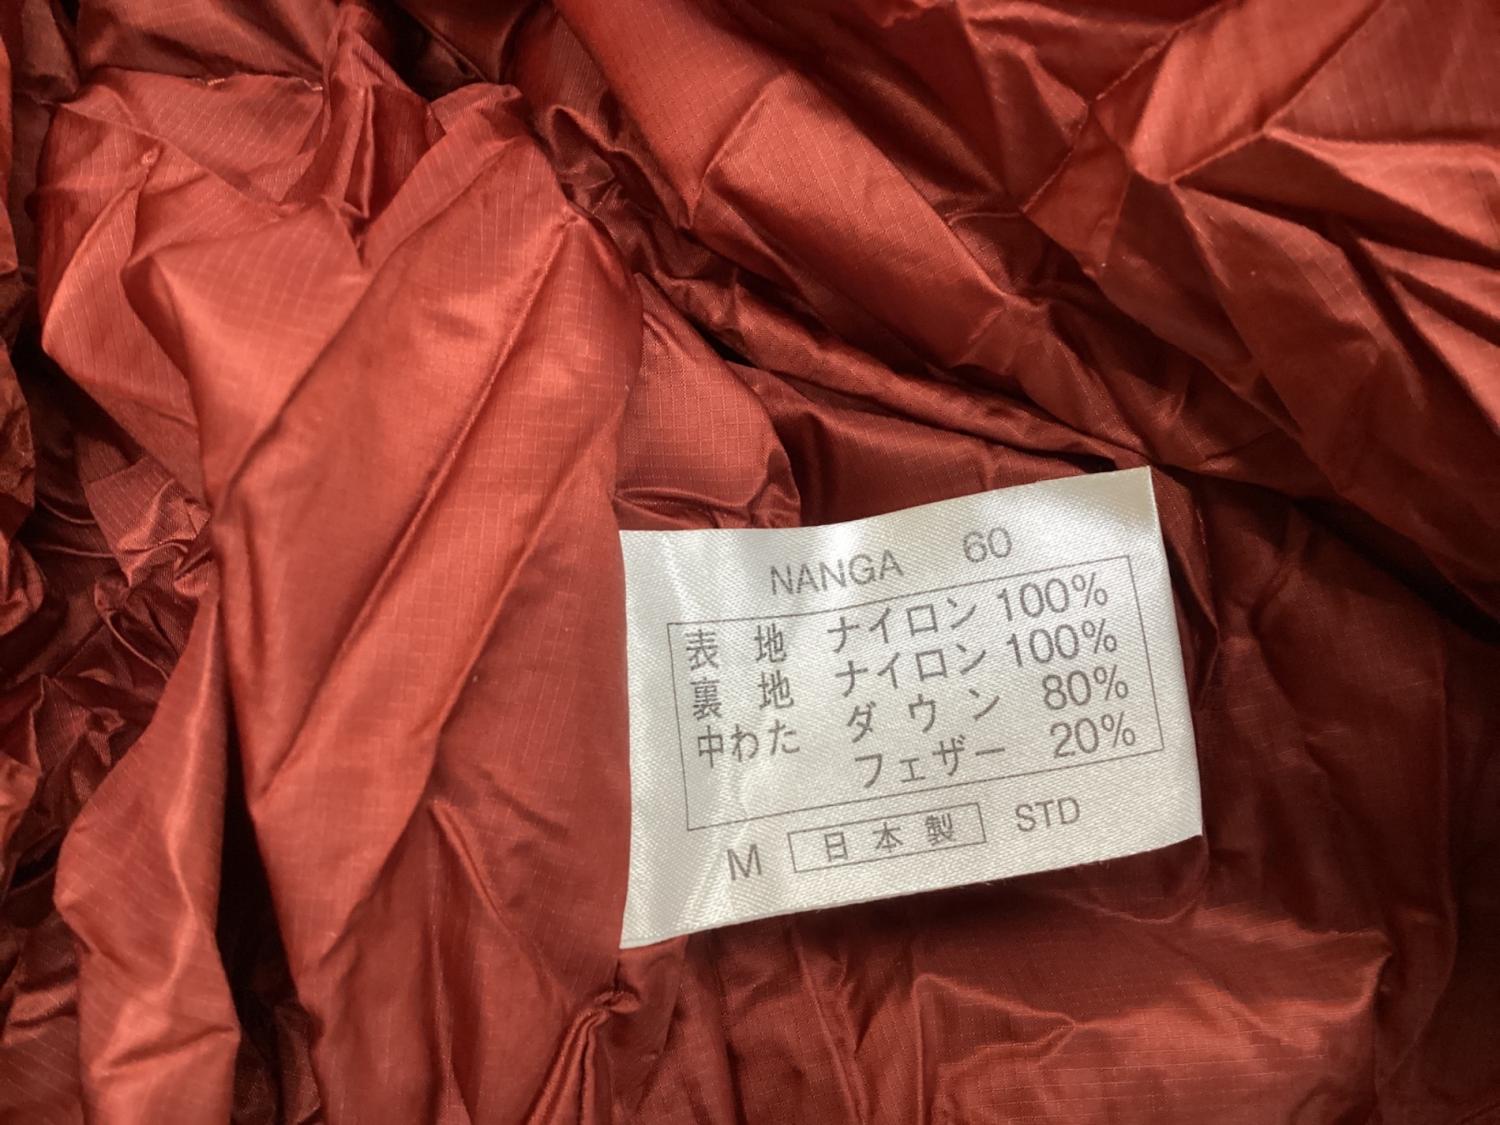 NANGA 60
表地 ナイロン 100%
裏地 ナイロン 100%
中わた ダウン 80%
フェザー 20%
M 日本製 STD